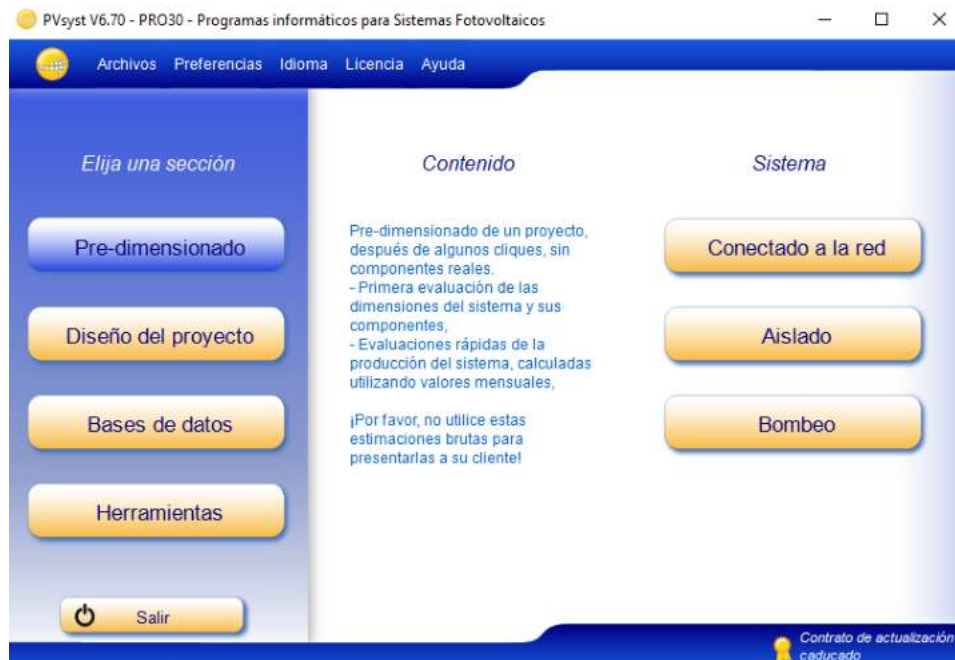 PVsyst V6.70 - PRO30 - Programas informáticos para Sistemas Fotovoltaicos
Archivos Preferencias Idioma Licencia Ayuda
Elija una sección
Pre-dimensionado
Diseño del proyecto
Bases de datos
Herramientas
Salir
Contenido
Pre-dimensionado de un proyecto,
después de algunos cliques, sin
componentes reales.
- Primera evaluación de las
dimensiones del sistema y sus
componentes,
- Evaluaciones rápidas de la
producción del sistema, calculadas
utilizando valores mensuales,
¡Por favor, no utilice estas
estimaciones brutas para
presentarlas a su cliente!
Sistema
Conectado a la red
Aislado
Bombeo
Contrato de actualización
caducado